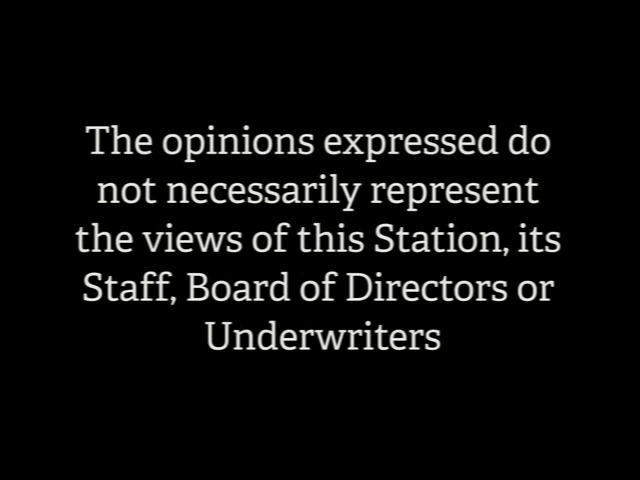 The opinions expressed do
not necessarily represent
the views of this Station, its
Staff, Board of Directors or
Underwriters